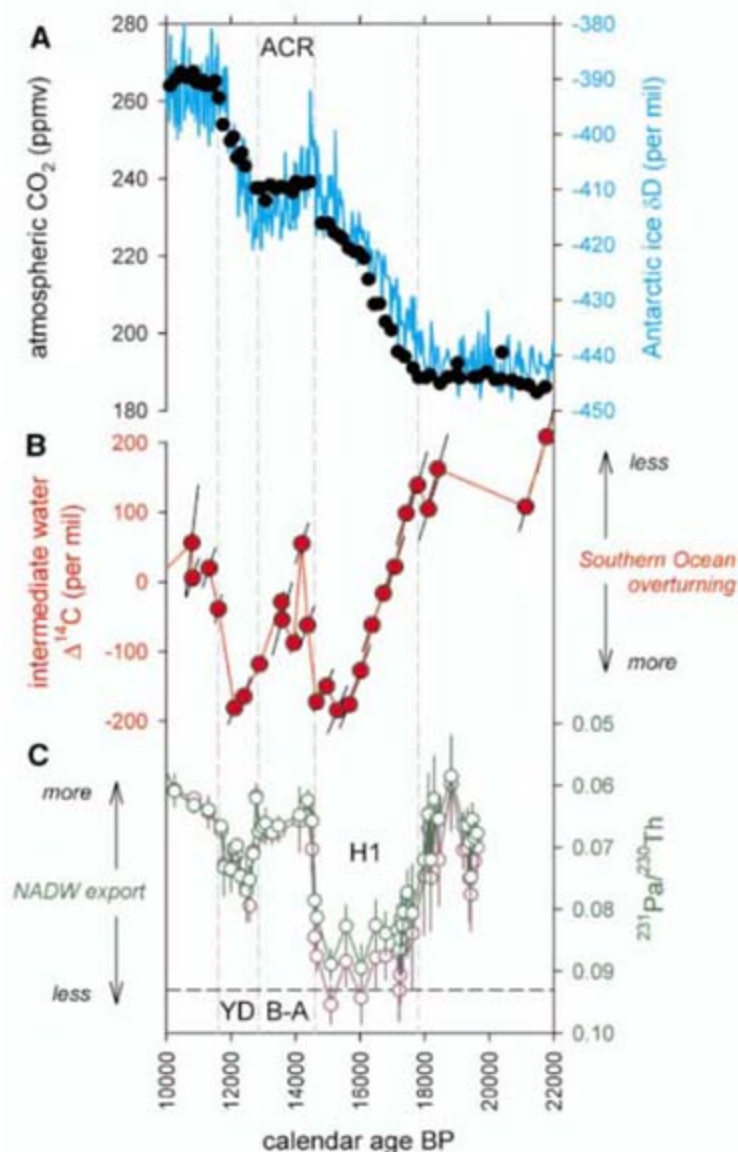 A
280
260
240
220
200
180
atmospheric CO2 (ppmv)
ACR
-380
-390
-400
-410
-420
-430
-440
-450
Antarctic ice δD (per mil)
B
200
100
0
-100
-200
intermediate water
Δ14C (per mil)
less
Southern Ocean
overturning
more
C
more
NADW export
less
H1
YD B-A
0.05
0.06
0.07
0.08
0.09
0.10
231Pa/230Th
10000
12000
14000
16000
18000
20000
22000
calendar age BP